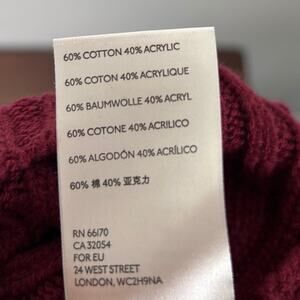 60% COTTON 40% ACRYLIC
60% COTON 40% ACRYLIQUE
60% BAUMWOLLE 40% ACRYL
60% COTONE 40% ACRILICO
60% ALGODÓN 40% ACRÍLICO
60% 棉 40% 亚克力
RN 66170
CA 32054
FOR EU
24 WEST STREET
LONDON, WC2H9NA